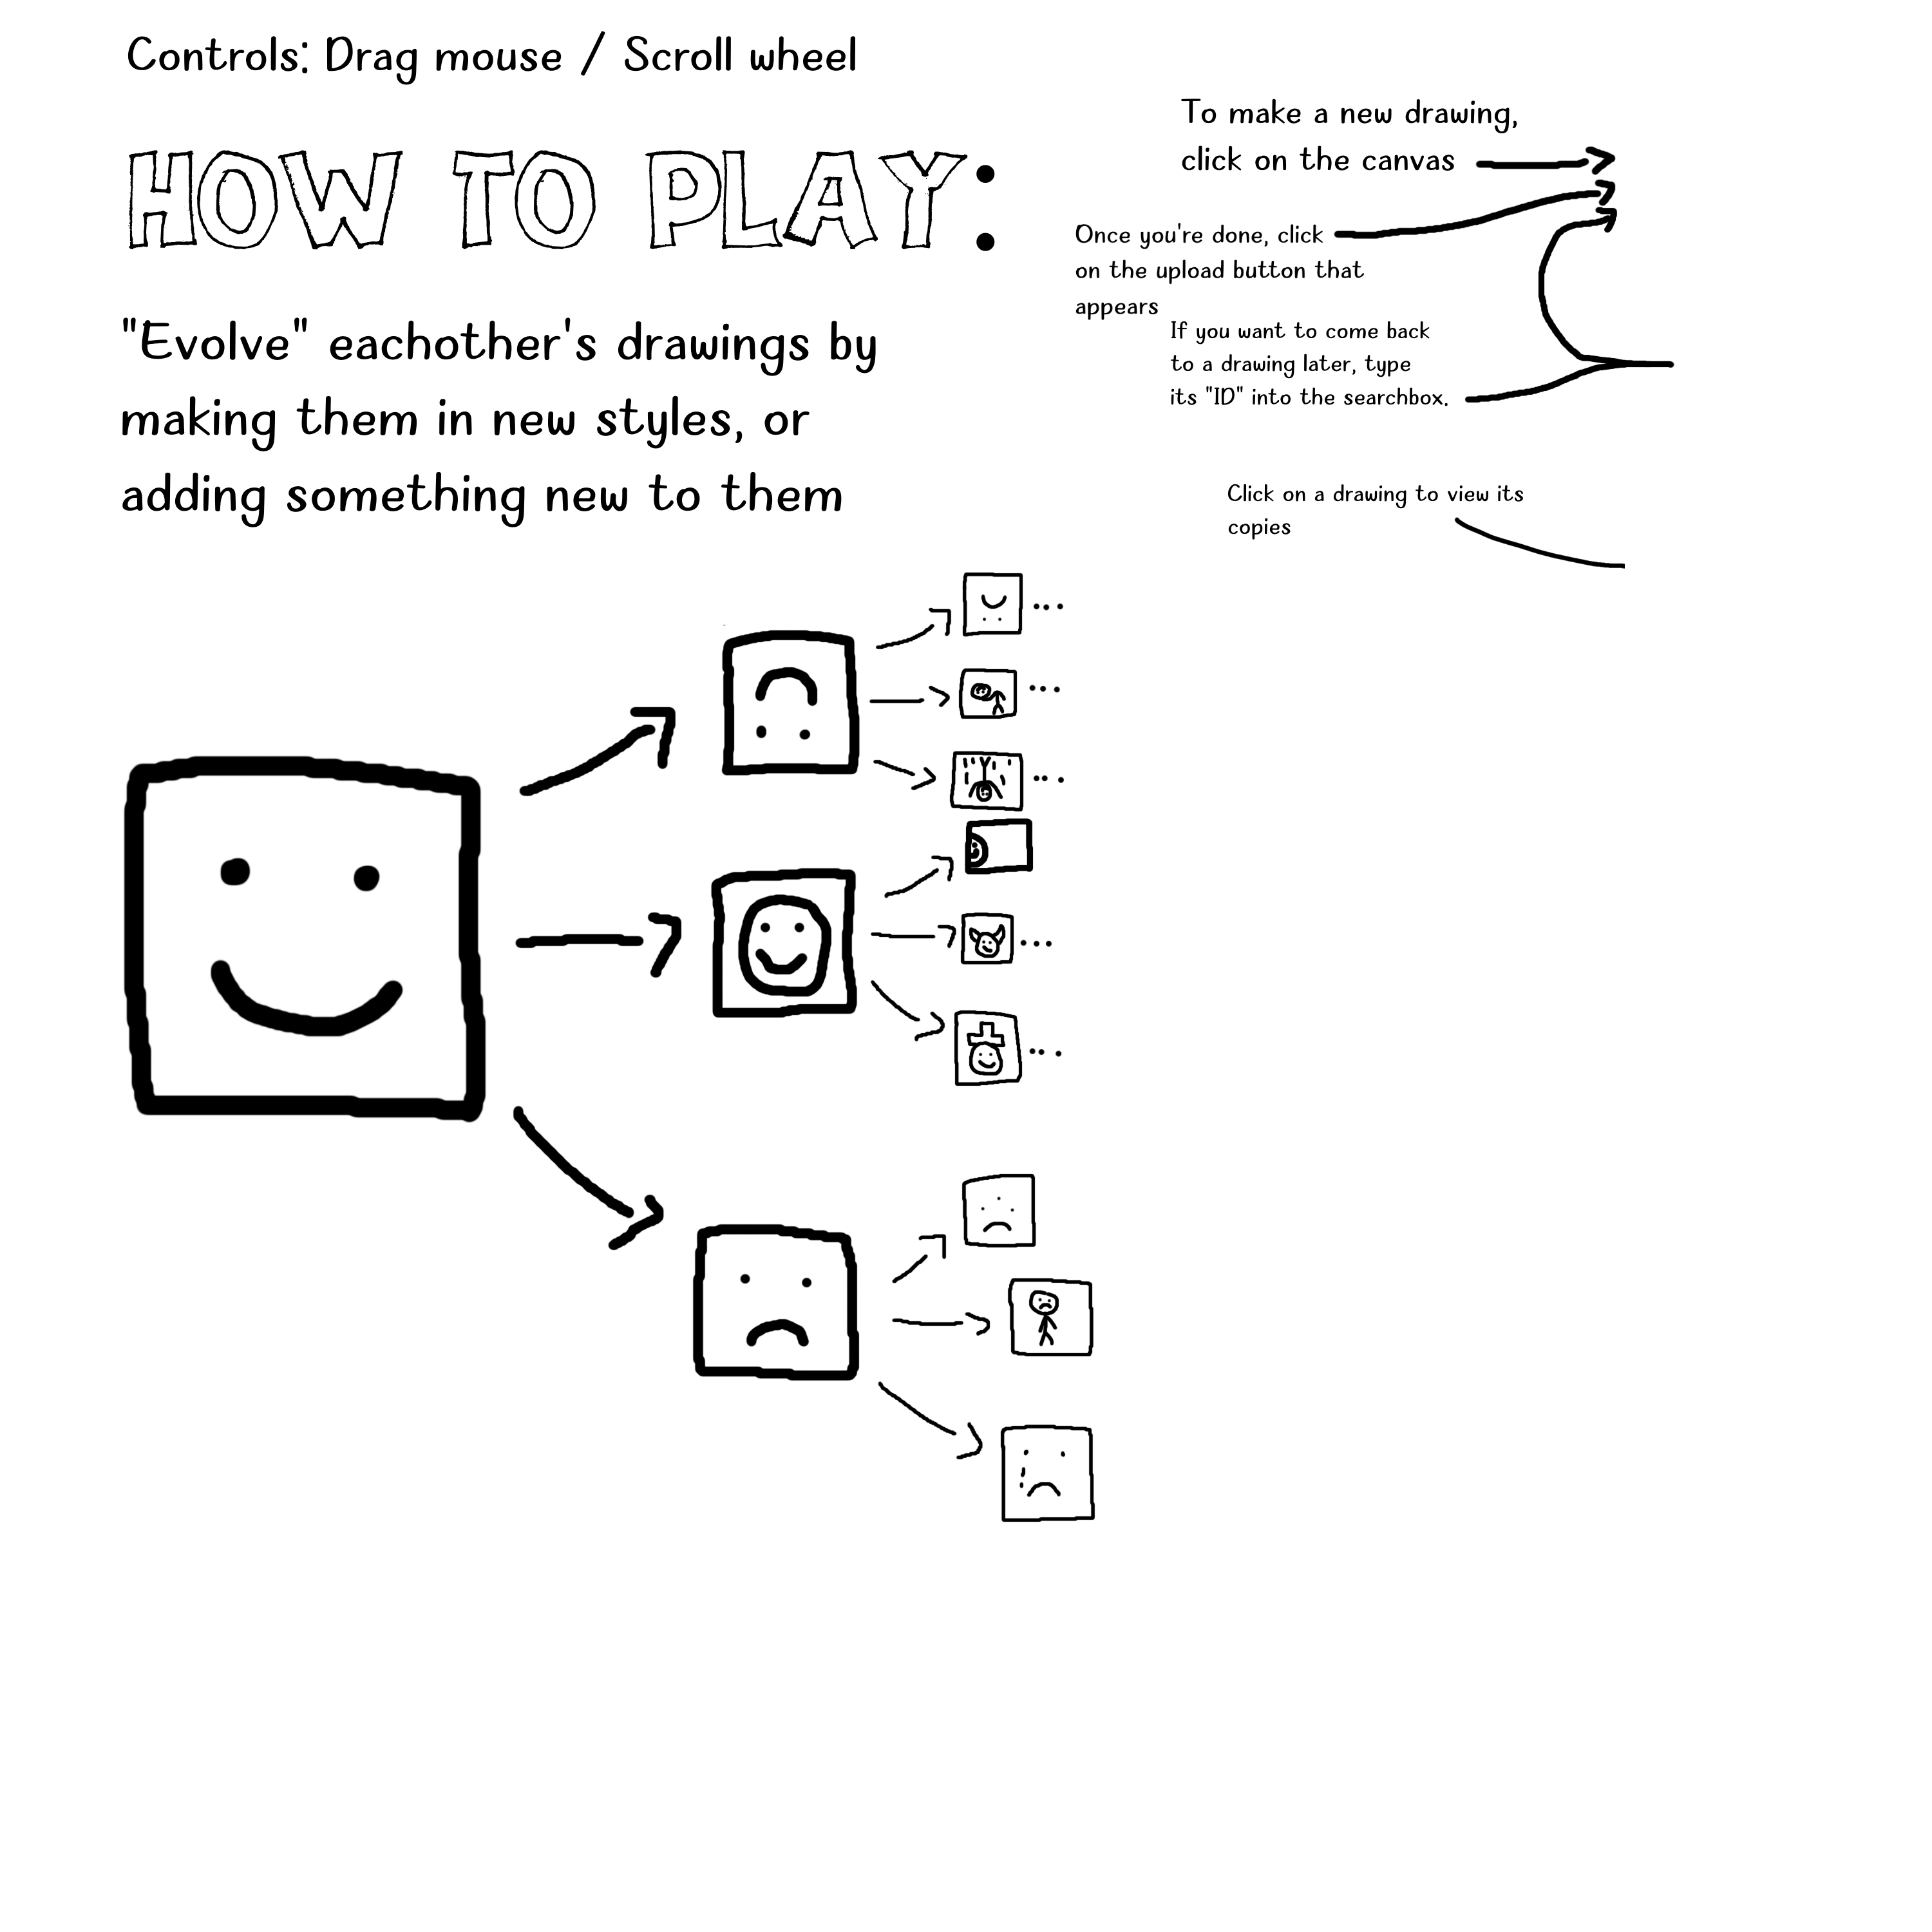 Controls: Drag mouse / Scroll wheel
HOW TO PLAY:
"Evolve" eachother's drawings by
making them in new styles, or
adding something new to them
To make a new drawing,
click on the canvas
Once you're done, click
on the upload button that
appears
If you want to come back
to a drawing later, type
its "ID" into the searchbox.
Click on a drawing to view its
copies